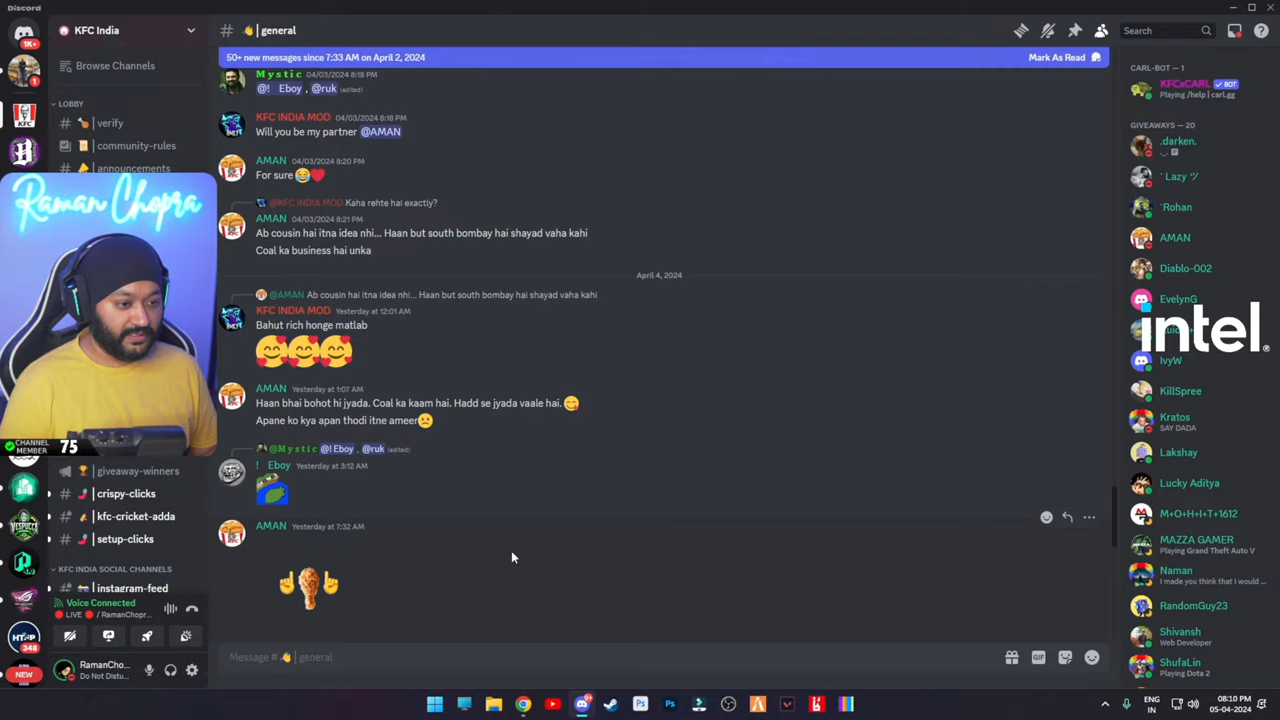 Discord
KFC India
# 👋 | general
Search
1K+
Browse Channels
50+ new messages since 7:33 AM on April 2, 2024
Mark As Read
LOBBY
# 🍗 | verify
📜 | community-rules
📣 | announcements
Mystic 04/03/2024 8:18 PM
@! Eboy , @ruk (edited)
KFC INDIA MOD 04/03/2024 8:18 PM
Will you be my partner @AMAN
AMAN 04/03/2024 8:20 PM
For sure 😂❤️
@KFC INDIA MOD Kaha rehte hai exactly?
AMAN 04/03/2024 8:21 PM
Ab cousin hai itna idea nhi... Haan but south bombay hai shayad vaha kahi
Coal ka business hai unka
April 4, 2024
@AMAN Ab cousin hai itna idea nhi... Haan but south bombay hai shayad vaha kahi
KFC INDIA MOD Yesterday at 12:01 AM
Bahut rich honge matlab
🥰🥰🥰
AMAN Yesterday at 1:07 AM
Haan bhai bohot hi jyada. Coal ka kaam hai. Hadd se jyada vaale hai. 😋
Apane ko kya apan thodi itne ameer🙁
@Mystic @! Eboy , @ruk (edited)
! Eboy Yesterday at 3:12 AM
AMAN Yesterday at 7:32 AM
Message # 👋 | general
GIF
Raman Chopra
CHANNEL
MEMBER
75
🏆 | giveaway-winners
# | crispy-clicks
# | kfc-cricket-adda
# | setup-clicks
KFC INDIA SOCIAL CHANNELS
# | instagram-feed
Voice Connected
🔴 LIVE 🔴 / RamanChopr...
RamanCho...
Do Not Distu...
348
NEW
CARL-BOT — 1
KFCxCARL ✓ BOT
Playing /help | carl.gg
GIVEAWAYS — 20
.darken.
` Lazy ツ
`Rohan
AMAN
Diablo-002
EvelynG
intel
IvyW
KillSpree
Kratos
SAY DADA
Lakshay
Lucky Aditya
M+O+H+I+T+1612
MAZZA GAMER
Playing Grand Theft Auto V
Naman
I made you think that I would ...
RandomGuy23
Shivansh
Web Developer
ShufaLin
Playing Dota 2
ENG
IN
08:10 PM
05-04-2024